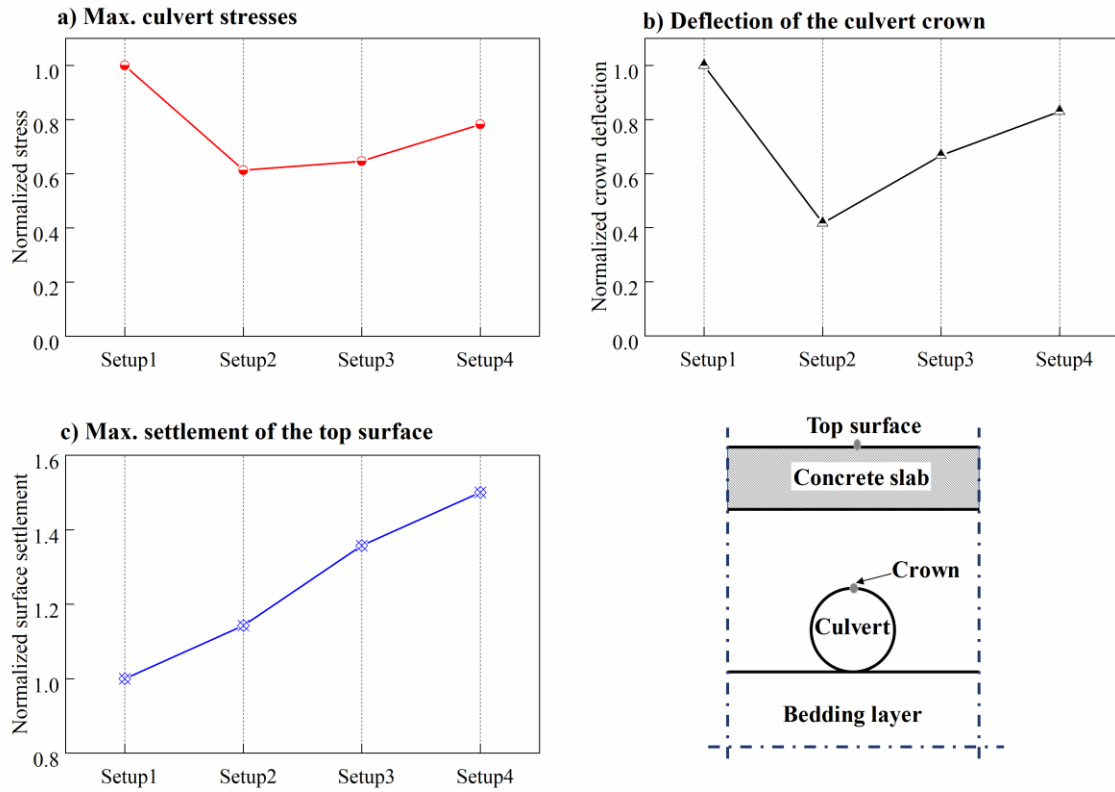 a) Max. culvert stresses
Normalized stress
1.0
0.8
0.6
0.4
0.2
0.0
Setup1 Setup2 Setup3 Setup4
b) Deflection of the culvert crown
Normalized crown deflection
1.0
0.8
0.6
0.4
0.2
0.0
Setup1 Setup2 Setup3 Setup4
c) Max. settlement of the top surface
Normalized surface settlement
1.6
1.4
1.2
1.0
0.8
Setup1 Setup2 Setup3 Setup4
Top surface
Concrete slab
Crown
Culvert
Bedding layer